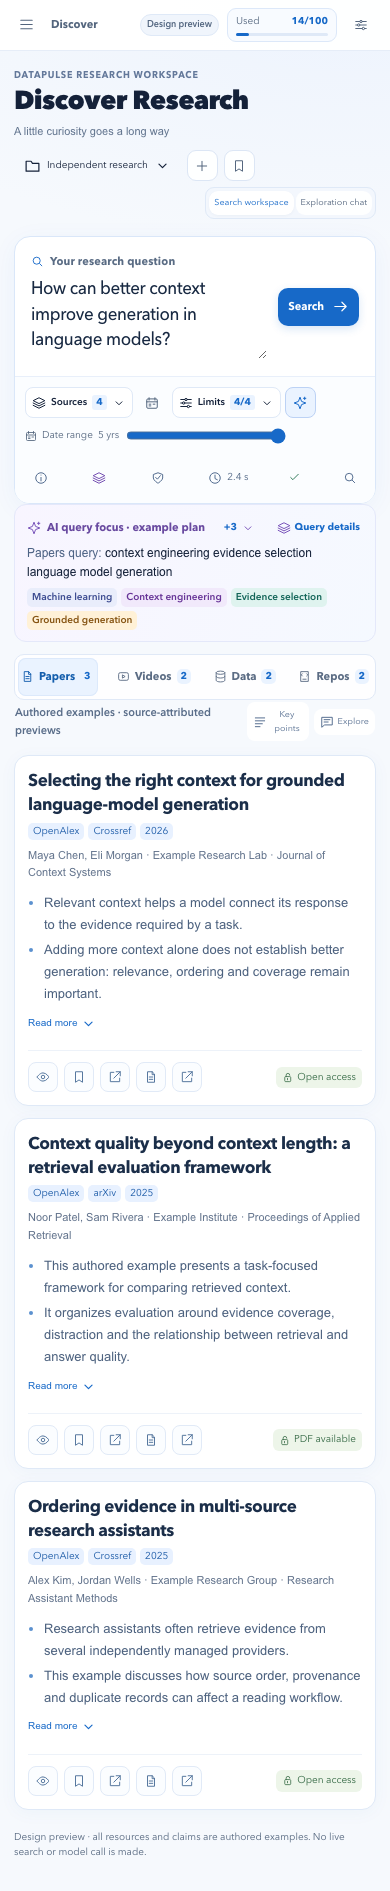 Discover
Design preview
Used 14/100
DATAPULSE RESEARCH WORKSPACE
Discover Research
A little curiosity goes a long way
Independent research
Search workspace
Exploration chat
Your research question
How can better context
improve generation in
language models?
Search
Sources 4
Limits 4/4
Date range 5 yrs
2.4 s
AI query focus · example plan +3
Query details
Papers query: context engineering evidence selection
language model generation
Machine learning Context engineering Evidence selection
Grounded generation
Papers 3 Videos 2 Data 2 Repos 2
Authored examples · source-attributed
previews
Key
points
Explore
Selecting the right context for grounded
language-model generation
OpenAlex Crossref 2026
Maya Chen, Eli Morgan · Example Research Lab · Journal of
Context Systems
• Relevant context helps a model connect its response
to the evidence required by a task.
• Adding more context alone does not establish better
generation: relevance, ordering and coverage remain
important.
Read more
Open access
Context quality beyond context length: a
retrieval evaluation framework
OpenAlex arXiv 2025
Noor Patel, Sam Rivera · Example Institute · Proceedings of Applied
Retrieval
• This authored example presents a task-focused
framework for comparing retrieved context.
• It organizes evaluation around evidence coverage,
distraction and the relationship between retrieval and
answer quality.
Read more
PDF available
Ordering evidence in multi-source
research assistants
OpenAlex Crossref 2025
Alex Kim, Jordan Wells · Example Research Group · Research
Assistant Methods
• Research assistants often retrieve evidence from
several independently managed providers.
• This example discusses how source order, provenance
and duplicate records can affect a reading workflow.
Read more
Open access
Design preview · all resources and claims are authored examples. No live
search or model call is made.